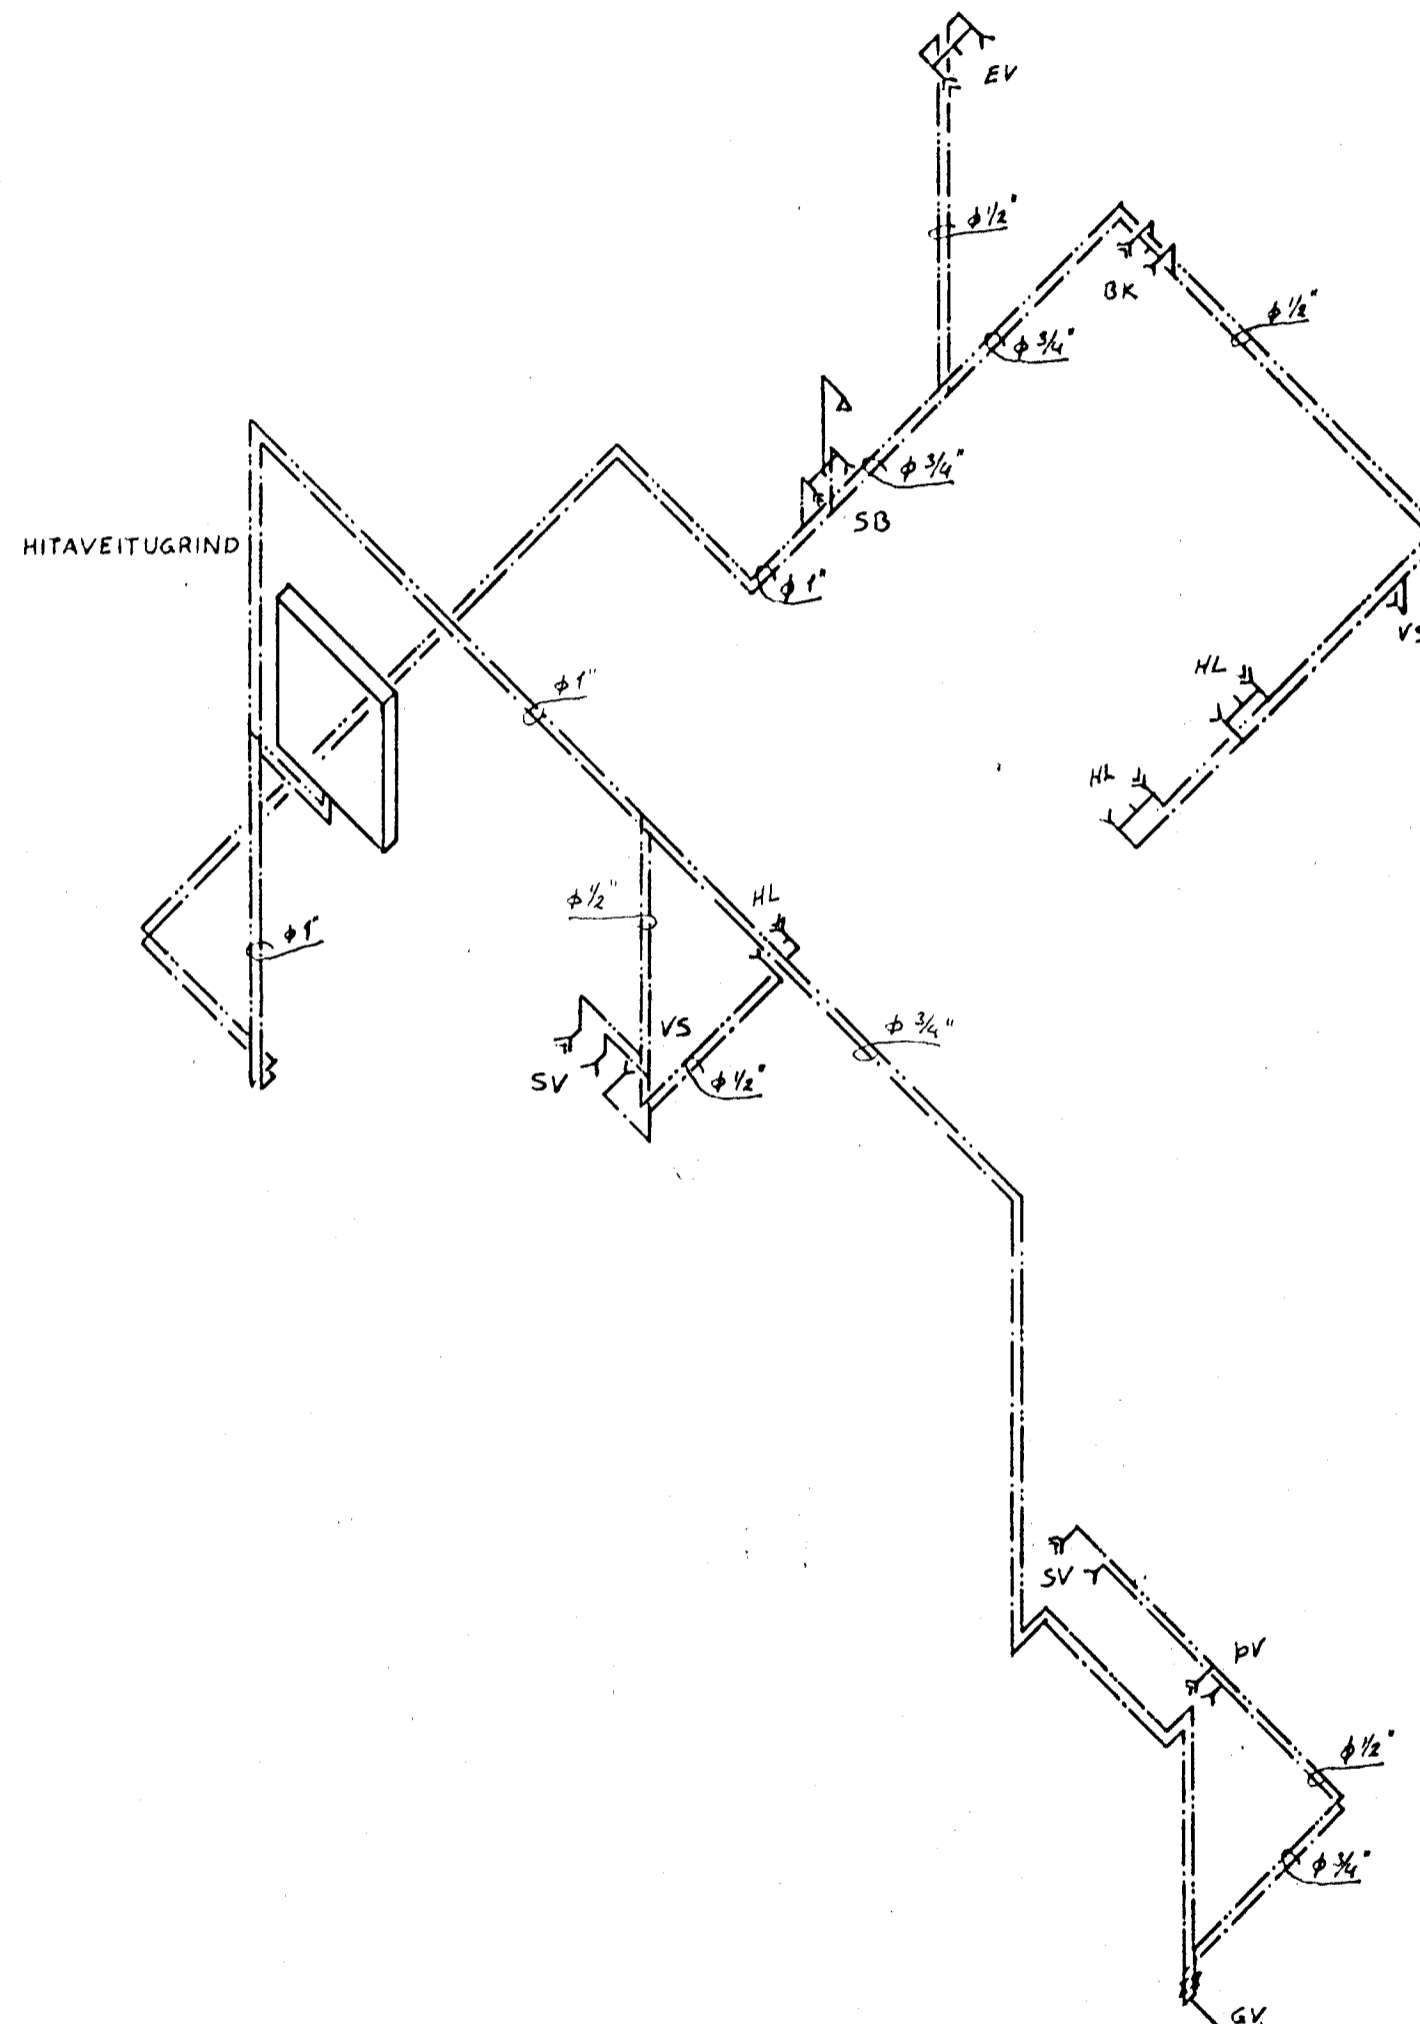 EV
φ 1/2"
BK
φ 1/2"
φ 3/4"
φ 3/4"
SB
HITAVEITUGRIND
φ 1"
VS
HL
φ 1"
HL
φ 1/2"
HL
φ 1"
VS
φ 3/4"
SV
φ 1/2"
SV
ÞV
φ 1/2"
φ 3/4"
GV